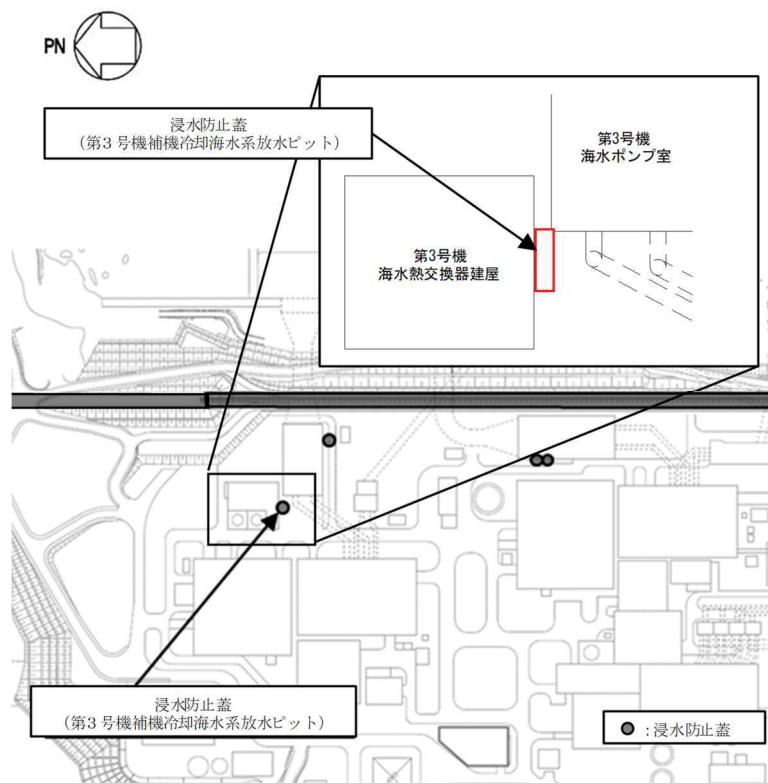 PN
浸水防止蓋
(第3号機補機冷却海水系放水ピット)
第3号機
海水ポンプ室
第3号機
海水熱交換器建屋
浸水防止蓋
(第3号機補機冷却海水系放水ピット)
:浸水防止蓋